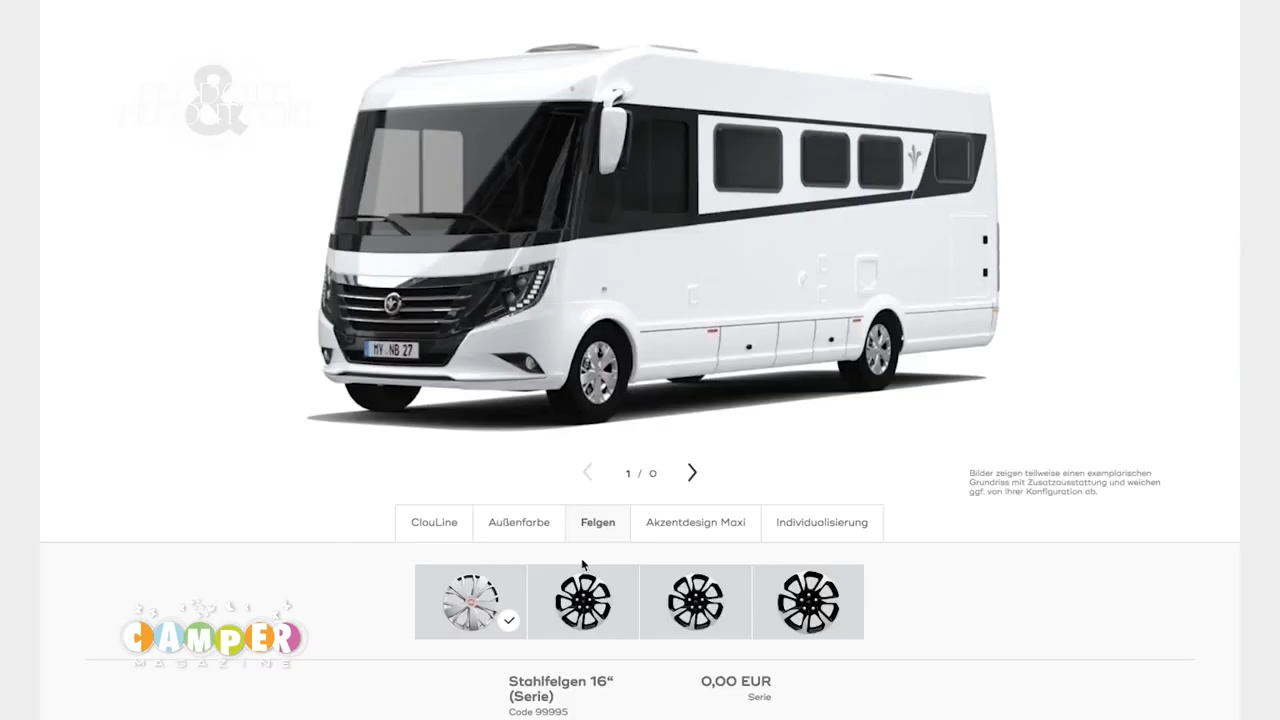 &
MY NB 27
1 / 0
Bilder zeigen teilweise einen exemplarischen
Grundriss mit Zusatzausstattung und weichen
ggf. von Ihrer Konfiguration ab.
ClouLine
Außenfarbe
Felgen
Akzentdesign Maxi
Individualisierung
CAMPER
MAGAZINE
Stahlfelgen 16“
(Serie)
Code 99995
0,00 EUR
Serie